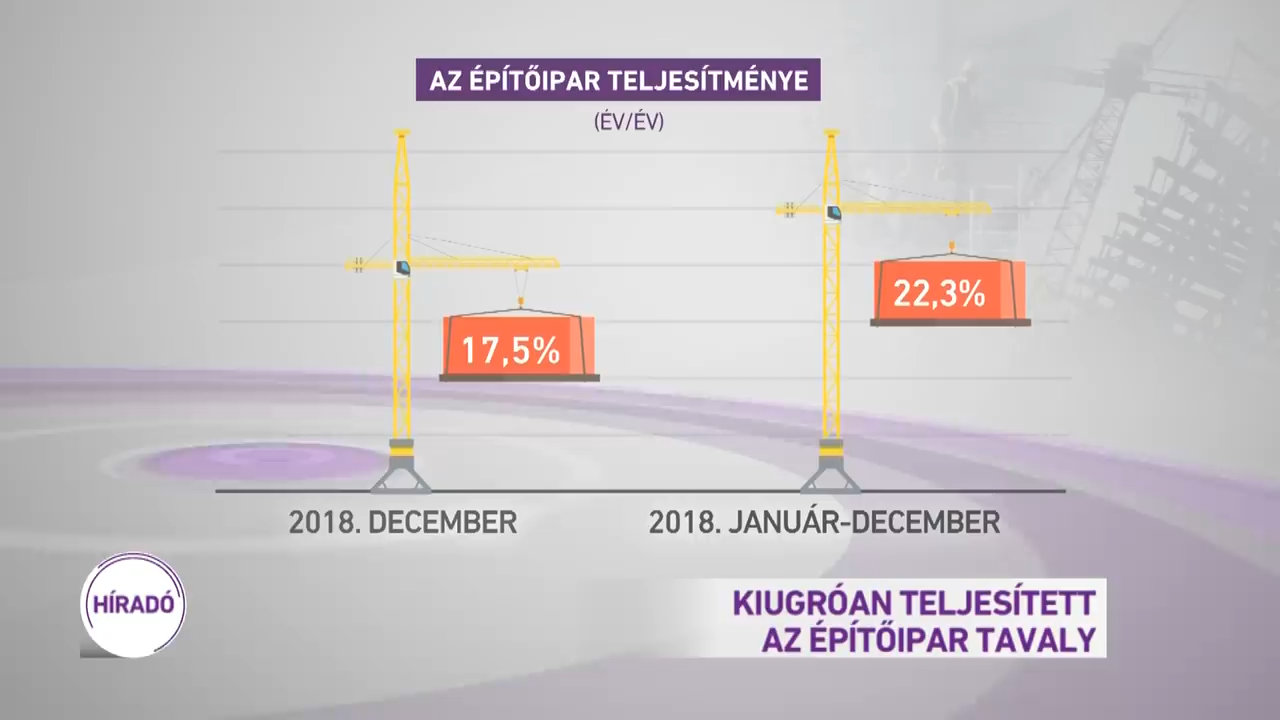 AZ ÉPÍTŐIPAR TELJESÍTMÉNYE
(ÉV/ÉV)
17,5%
22,3%
2018. DECEMBER
2018. JANUÁR-DECEMBER
HÍRADÓ
KIUGRÓAN TELJESÍTETT
AZ ÉPÍTŐIPAR TAVALY